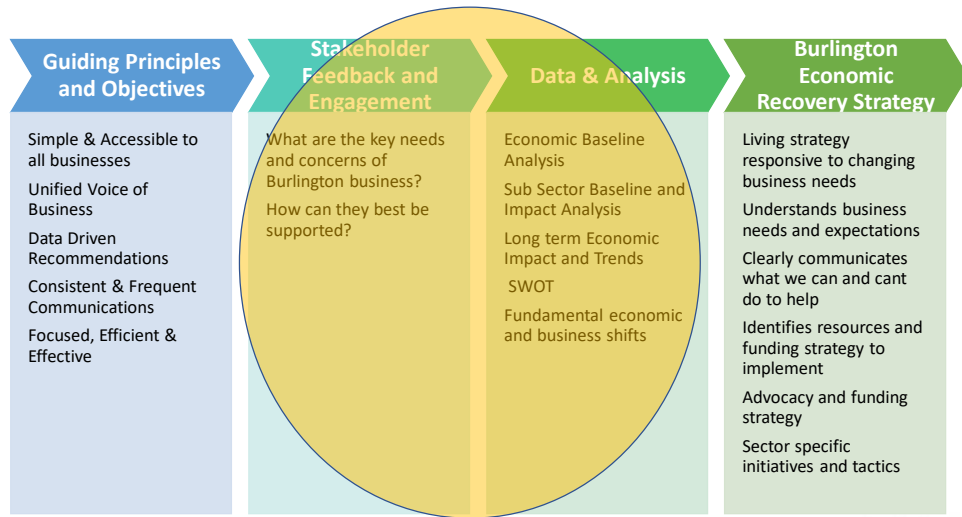 Guiding Principles
and Objectives
Simple & Accessible to
all businesses
Unified Voice of
Business
Data Driven
Recommendations
Consistent & Frequent
Communications
Focused, Efficient &
Effective
Stakeholder
Feedback and
Engagement
What are the key needs
and concerns of
Burlington business?
How can they best be
supported?
Data & Analysis
Economic Baseline
Analysis
Sub Sector Baseline and
Impact Analysis
Long term Economic
Impact and Trends
SWOT
Fundamental economic
and business shifts
Burlington
Economic
Recovery Strategy
Living strategy
responsive to changing
business needs
Understands business
needs and expectations
Clearly communicates
what we can and cant
do to help
Identifies resources and
funding strategy to
implement
Advocacy and funding
strategy
Sector specific
initiatives and tactics